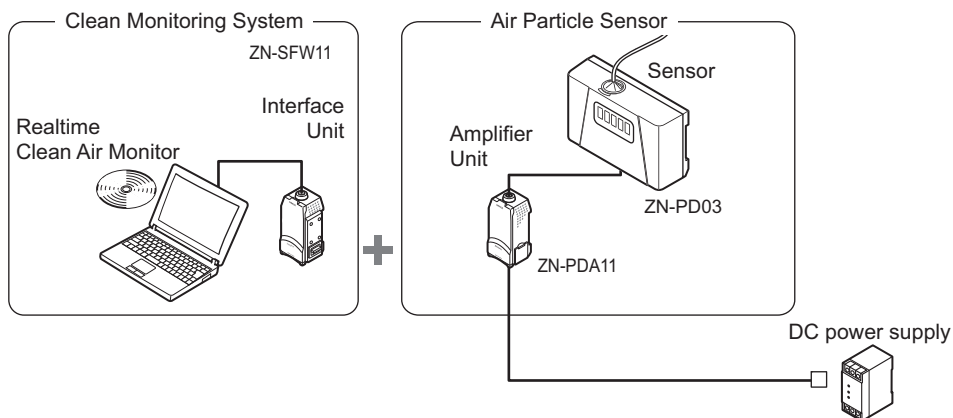 Clean Monitoring System
ZN-SFW11
Interface
Unit
Realtime
Clean Air Monitor
Air Particle Sensor
Sensor
Amplifier
Unit
ZN-PD03
ZN-PDA11
DC power supply